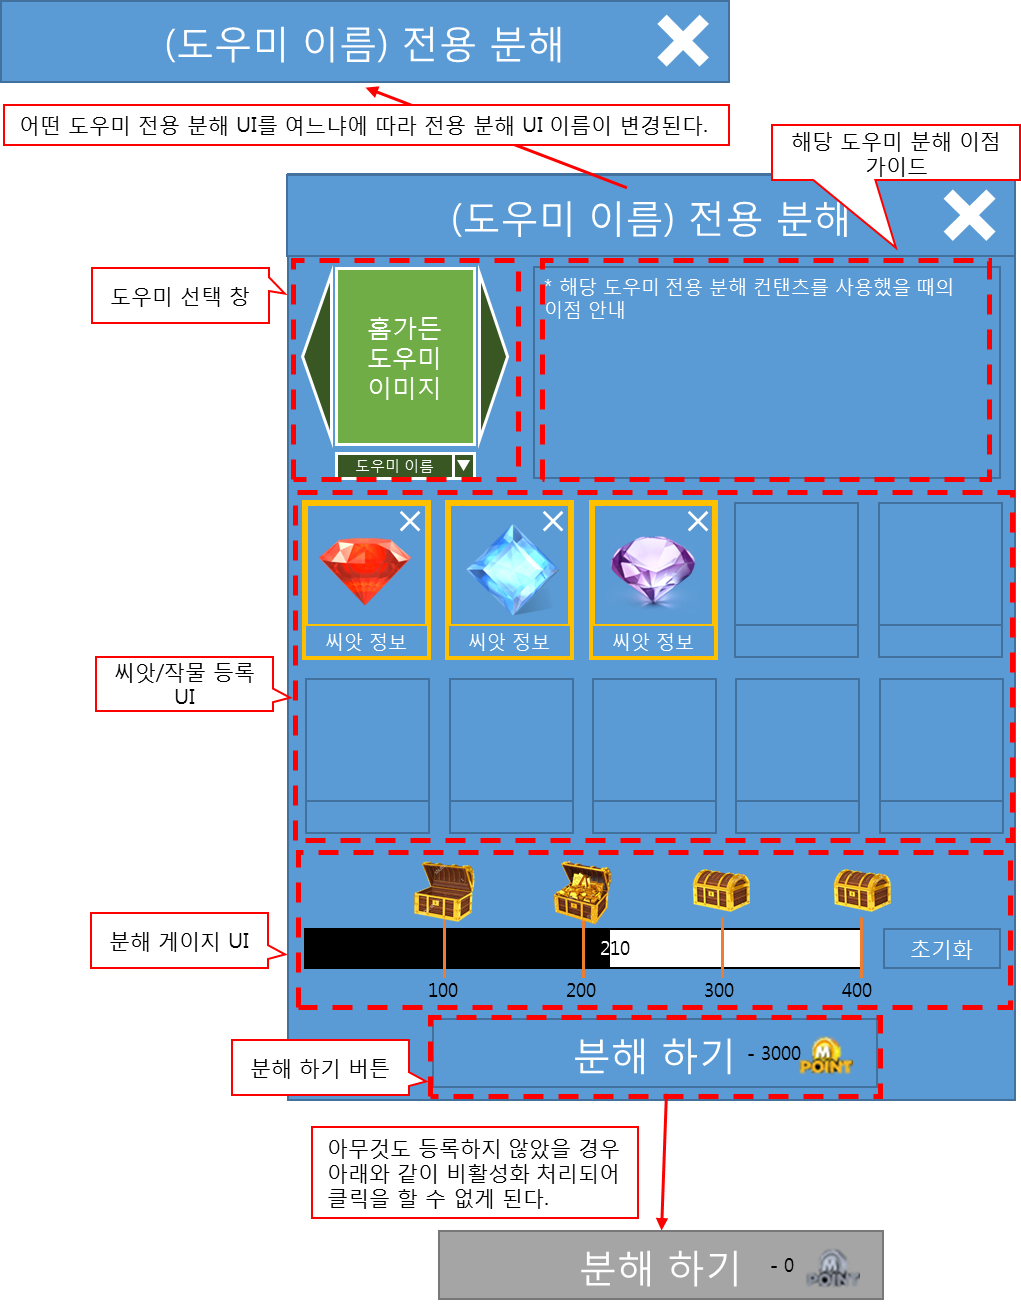 (도우미 이름) 전용 분해
어떤 도우미 전용 분해 UI를 여느냐에 따라 전용 분해 UI 이름이 변경된다.
해당 도우미 분해 이점
가이드
(도우미 이름) 전용 분해
도우미 선택 창
홈가든
도우미
이미지
도우미 이름
* 해당 도우미 전용 분해 컨탠츠를 사용했을 때의
이점 안내
씨앗 정보
씨앗 정보
씨앗 정보
씨앗/작물 등록
UI
분해 게이지 UI
210
초기화
100
200
300
400
분해 하기 버튼
분해 하기 - 3000 M POINT
아무것도 등록하지 않았을 경우
아래와 같이 비활성화 처리되어
클릭을 할 수 없게 된다.
분해 하기 - 0 M POINT